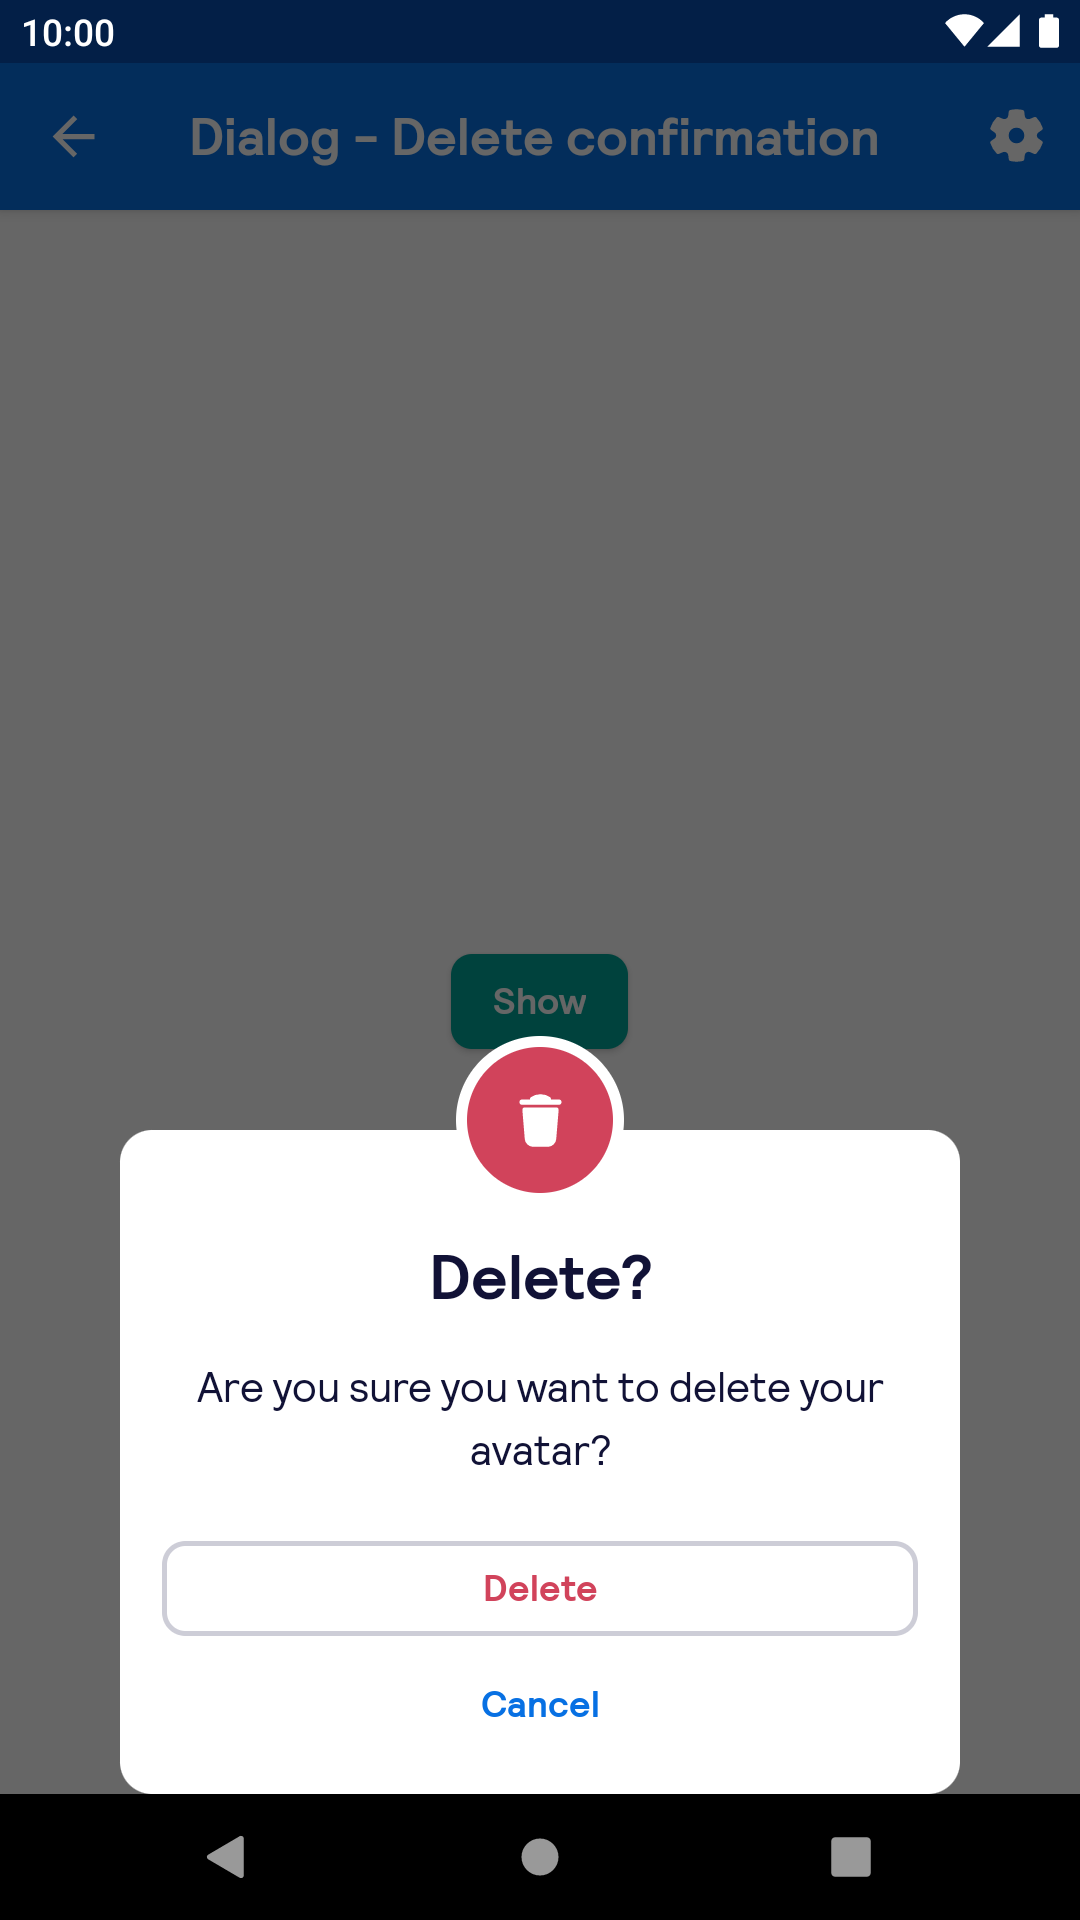 10:00
Dialog - Delete confirmation
Show
Delete?
Are you sure you want to delete your
avatar?
Delete
Cancel